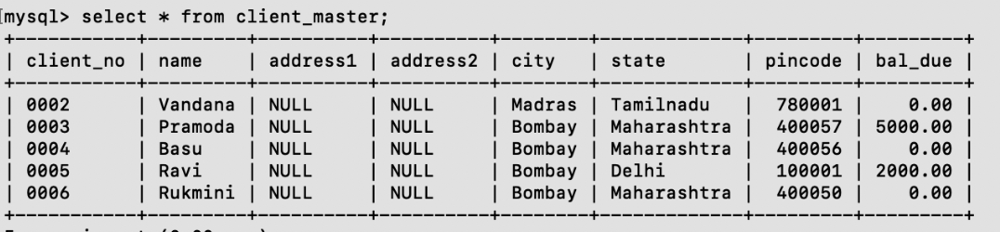 [mysql> select * from client_master;
+-----------+---------+----------+----------+--------+-------------+---------+---------+
| client_no | name    | address1 | address2 | city   | state       | pincode | bal_due |
+-----------+---------+----------+----------+--------+-------------+---------+---------+
| 0002      | Vandana | NULL     | NULL     | Madras | Tamilnadu   |  780001 |    0.00 |
| 0003      | Pramoda | NULL     | NULL     | Bombay | Maharashtra |  400057 | 5000.00 |
| 0004      | Basu    | NULL     | NULL     | Bombay | Maharashtra |  400056 |    0.00 |
| 0005      | Ravi    | NULL     | NULL     | Bombay | Delhi       |  100001 | 2000.00 |
| 0006      | Rukmini | NULL     | NULL     | Bombay | Maharashtra |  400050 |    0.00 |
+-----------+---------+----------+----------+--------+-------------+---------+---------+